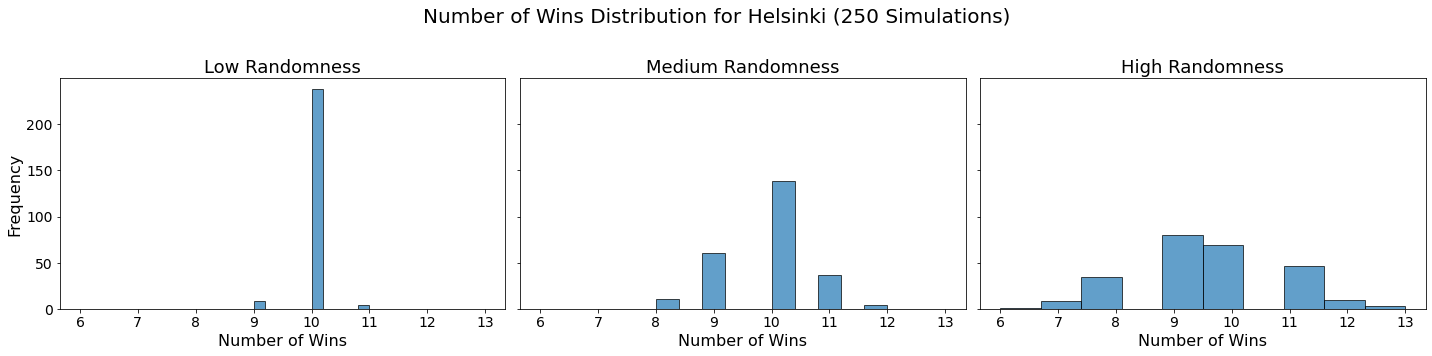 Number of Wins Distribution for Helsinki (250 Simulations)
Low Randomness
Medium Randomness
High Randomness
Frequency
200
150
100
50
0
6 7 8 9 10 11 12 13
6 7 8 9 10 11 12 13
6 7 8 9 10 11 12 13
Number of Wins
Number of Wins
Number of Wins